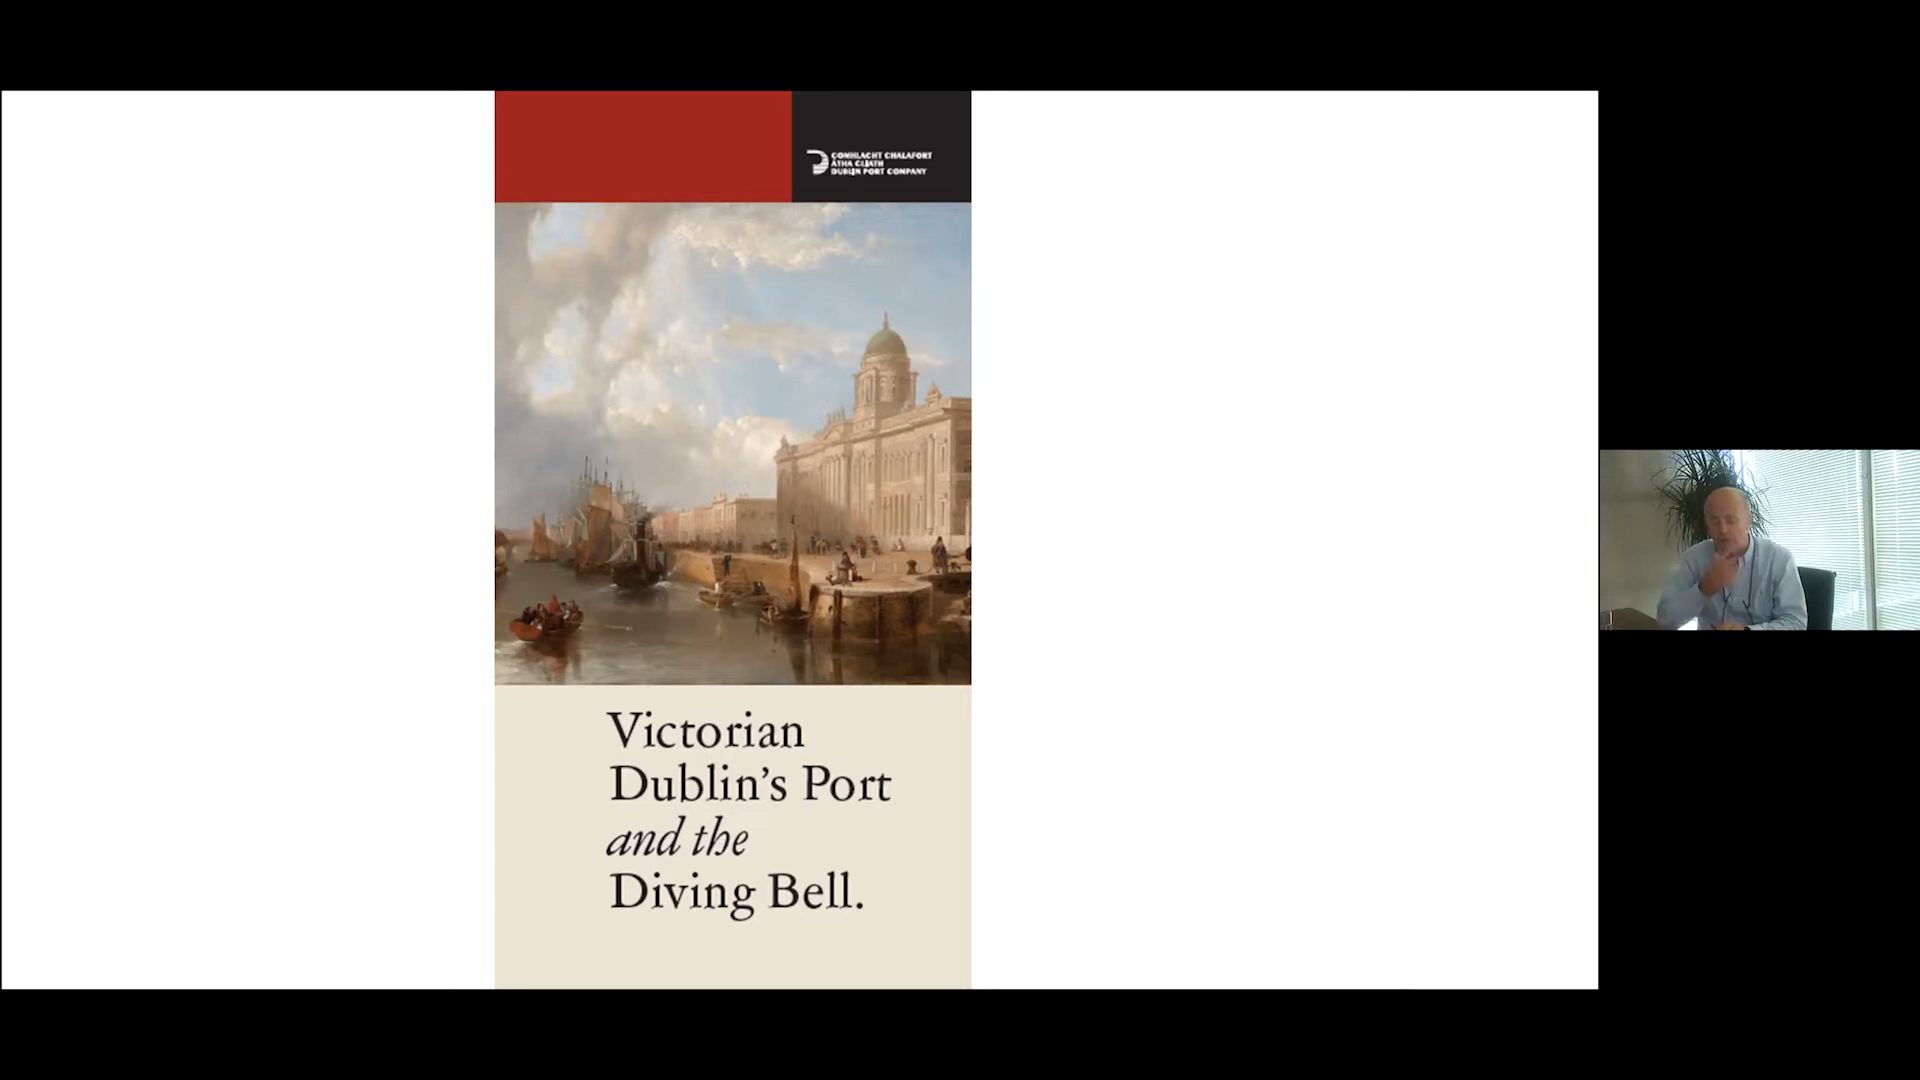 COMHLACHT CHALAFORT
ÁTHA CLIATH
DUBLIN PORT COMPANY
Victorian
Dublin’s Port
and the
Diving Bell.